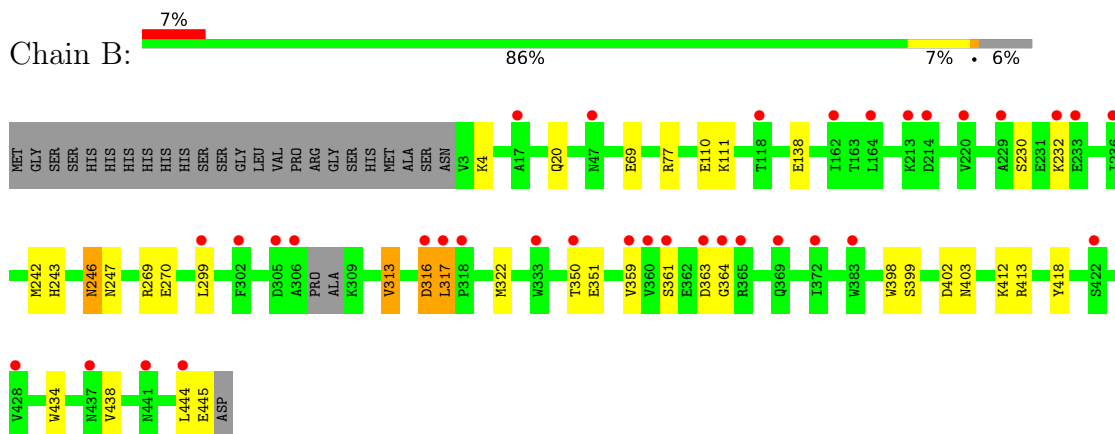 7%
Chain B:
86% 7% • 6%
MET GLY SER SER HIS HIS HIS HIS HIS HIS SER SER GLY LEU VAL PRO ARG GLY SER HIS MET ALA SER ASN V3 K4 A17 Q20 N47 E69 R77 E110 K111 T118 E138 I162 T163 L164 K213 D214 V220 A229 S230 E231 K232 E233 I236
M242 H243 N246 N247 R269 E270 L299 F302 D305 A306 PRO ALA K309 V313 D316 L317 P318 M322 W333 T350 E351 V359 V360 S361 E362 D363 G364 R365 Q369 I372 W383 W398 S399 D402 N403 K412 R413 Y418 S422
V428 W434 N437 V438 N441 L444 E445 ASP